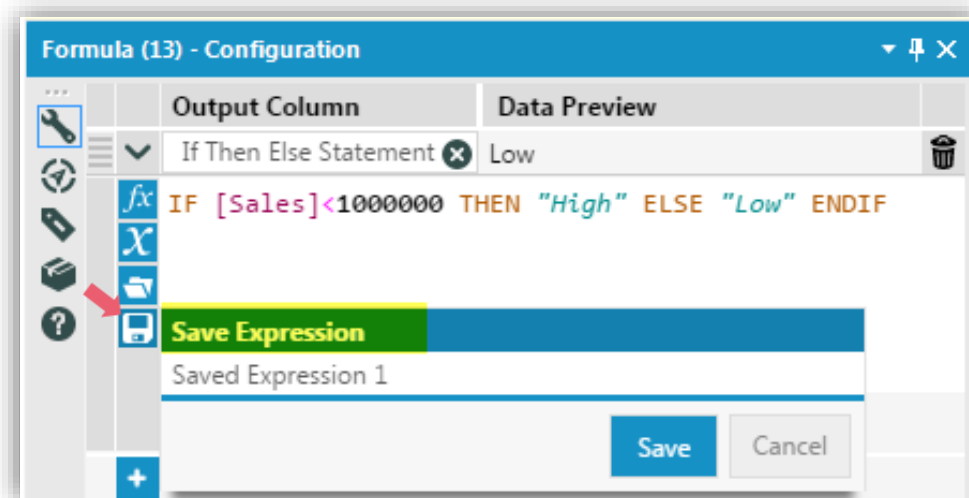 Formula (13) - Configuration
Output Column Data Preview
If Then Else Statement Low
fx IF [Sales]<1000000 THEN "High" ELSE "Low" ENDIF
X
Save Expression
Saved Expression 1
Save Cancel